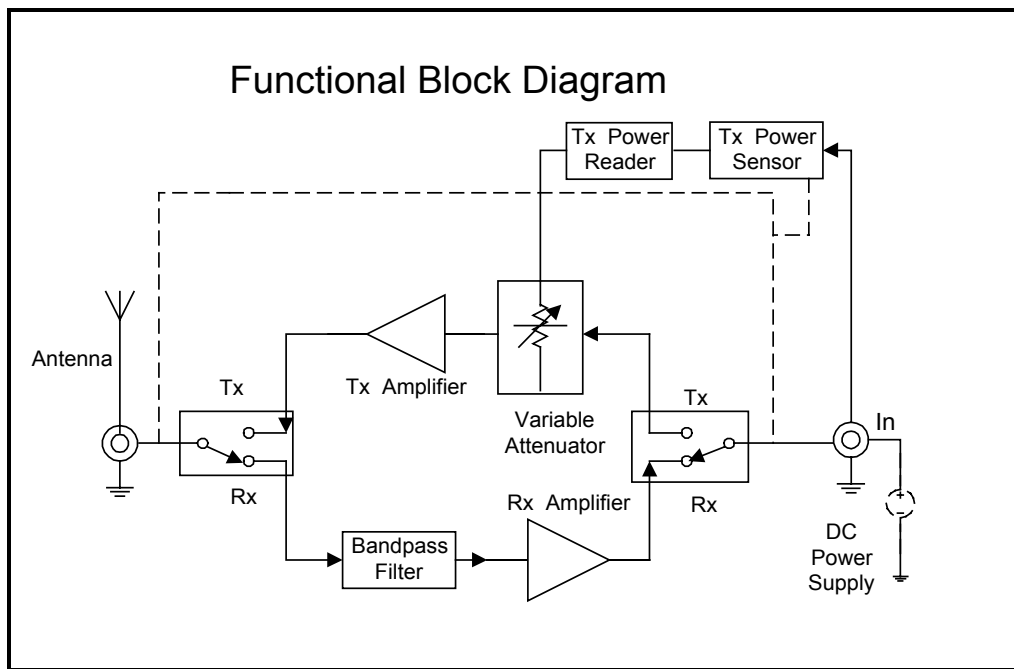 Functional Block Diagram
Tx Power
Reader
Tx Power
Sensor
Antenna
Tx
Tx Amplifier
Variable
Attenuator
Tx
In
Rx
Rx Amplifier
Rx
Bandpass
Filter
DC
Power
Supply
+
−